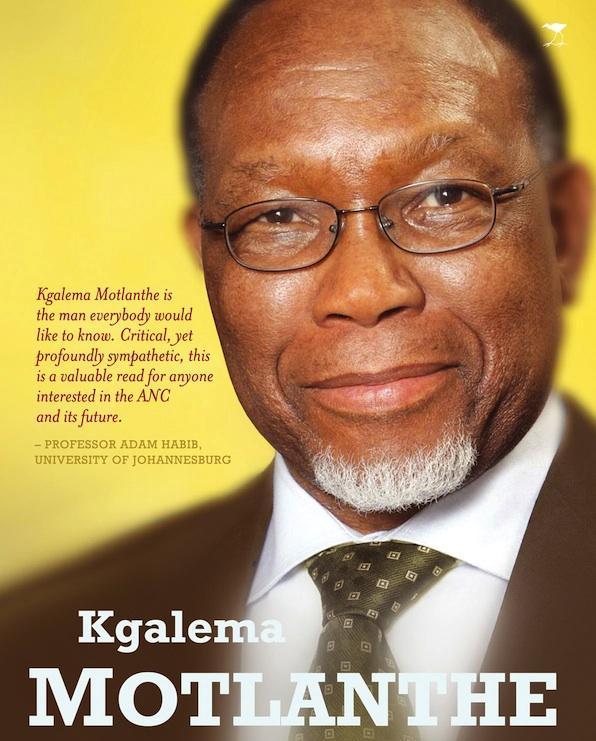 Kgalema Motlanthe is
the man everybody would
like to know. Critical, yet
profoundly sympathetic, this
is a valuable read for anyone
interested in the ANC
and its future.
– PROFESSOR ADAM HABIB,
UNIVERSITY OF JOHANNESBURG
Kgalema
MOTLANTHE